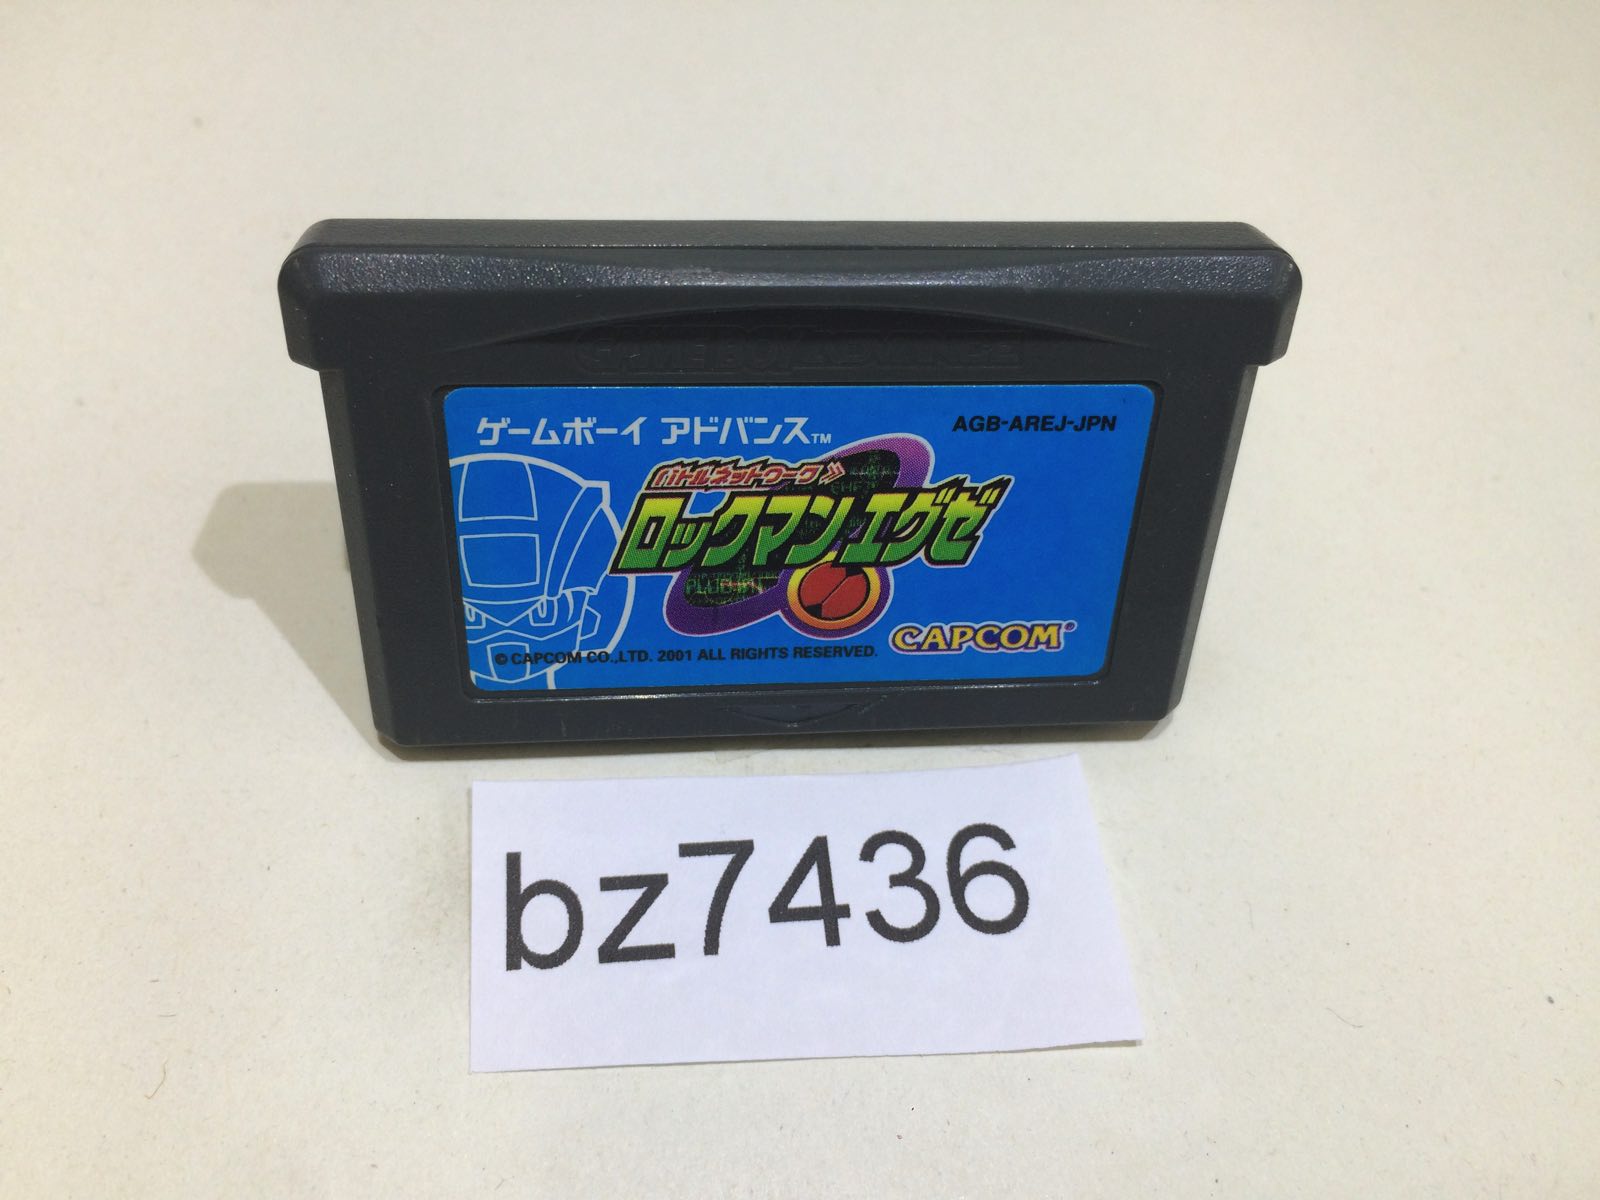 GAME BOY ADVANCE
ゲームボーイ アドバンス™
AGB-AREJ-JPN
バトルネットワーク
ロックマン エグゼ
CAPCOM®
© CAPCOM CO.,LTD. 2001 ALL RIGHTS RESERVED.
bz7436